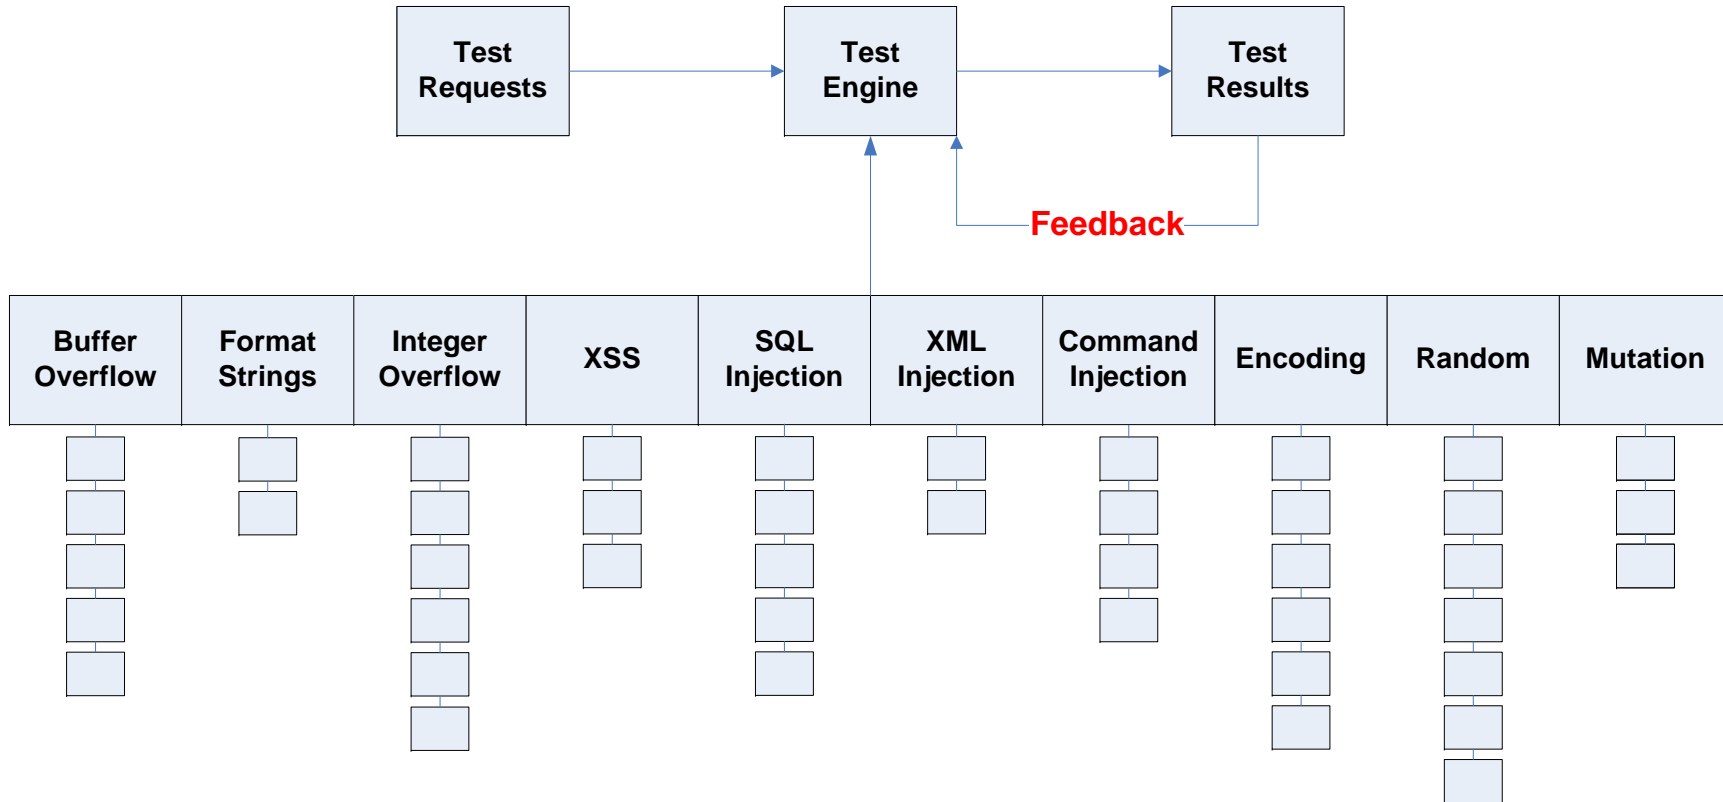 Test
Requests
Test
Engine
Test
Results
Feedback
Buffer
Overflow
Format
Strings
Integer
Overflow
XSS
SQL
Injection
XML
Injection
Command
Injection
Encoding
Random
Mutation